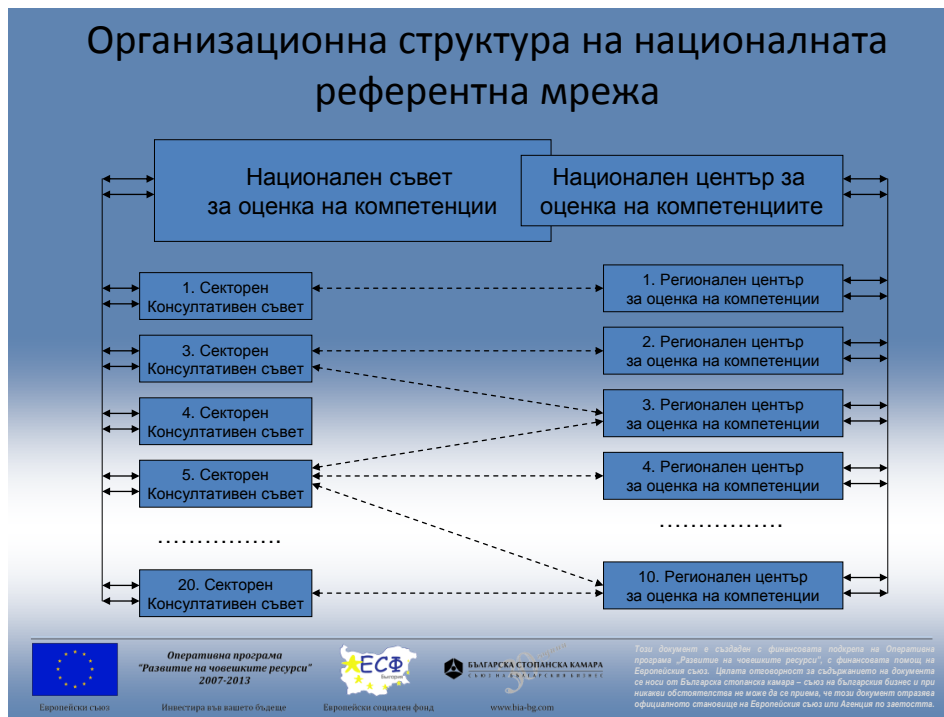 Организационна структура на националната
референтна мрежа
Национален съвет
за оценка на компетенции
Национален център за
оценка на компетенциите
1. Секторен
Консултативен съвет
1. Регионален център
за оценка на компетенции
3. Секторен
Консултативен съвет
2. Регионален център
за оценка на компетенции
4. Секторен
Консултативен съвет
3. Регионален център
за оценка на компетенции
5. Секторен
Консултативен съвет
4. Регионален център
за оценка на компетенции
................
................
20. Секторен
Консултативен съвет
10. Регионален център
за оценка на компетенции
Европейски съюз
Оперативна програма
"Развитие на човешките ресурси"
2007-2013
Инвестира във вашето бъдеще
ЕСФ
България
Европейски социален фонд
БЪЛГАРСКА СТОПАНСКА КАМАРА
СЪЮЗ НА БЪЛГАРСКИЯ БИЗНЕС
www.bia-bg.com
Този документ е създаден с финансовата подкрепа на Оперативна
програма „Развитие на човешките ресурси", с финансовата помощ на
Европейския съюз. Цялата отговорност за съдържанието на документа
се носи от Българска стопанска камара – съюз на българския бизнес и при
никакви обстоятелства не може да се приема, че този документ отразява
официалното становище на Европейския съюз или Агенция по заетостта.